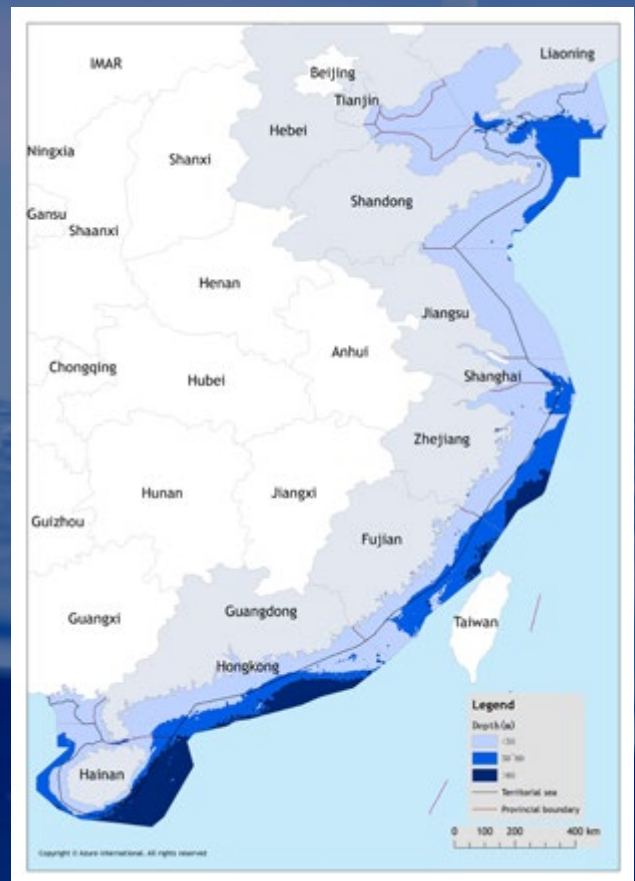 Liaoning
IMAR
Beijing
Tianjin
Hebei
Ningxia
Shanxi
Gansu
Shandong
Shaanxi
Henan
Jiangsu
Anhui
Chongqing
Shanghai
Hubei
Zhejiang
Hunan
Jiangxi
Guizhou
Fujian
Guangdong
Guangxi
Taiwan
Hongkong
Hainan
Legend
Depth(m)
Territorial sea
Provincial boundary
0 100 200 400 km
Copyright © Azure International. All rights reserved